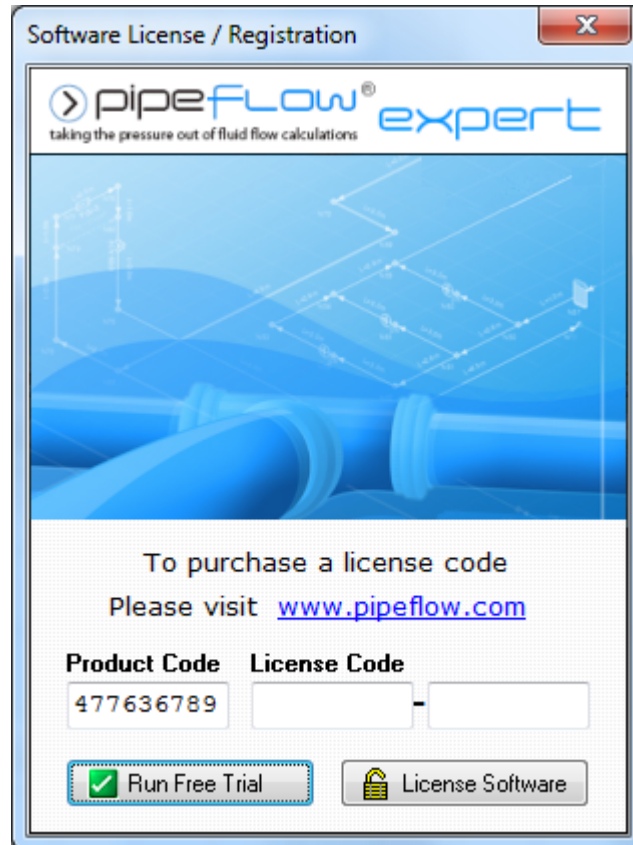 Software License / Registration
pipeFLOW® expert
taking the pressure out of fluid flow calculations
To purchase a license code
Please visit www.pipeflow.com
Product Code License Code
477636789 -
Run Free Trial License Software